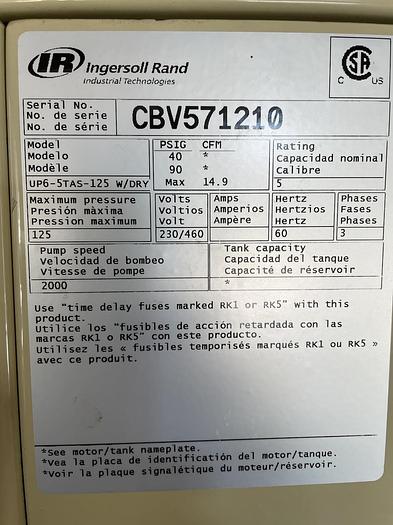 IR Ingersoll Rand
Industrial Technologies
C SA US
Serial No.
No. de serie
No. de série
CBV571210
Model
Modelo
Modèle
UP6-5TAS-125 W/DRY
PSIG CFM
40 *
90 *
Max 14.9
Rating
Capacidad nominal
Calibre
5
Maximum pressure
Presión màxima
Pression maximum
125
Volts
Voltios
Volts
230/460
Amps
Amperios
Ampère
*
Hertz
Hertzios
Hertz
60
Phases
Fases
Phases
3
Pump speed
Velocidad de bombeo
Vitesse de pompe
2000
Tank capacity
Capacidad del tanque
Capacité de réservoir
*
Use "time delay fuses marked RK1 or RK5" with this
product.
Utilice los "fusibles de acción retardada con las
marcas RK1 o RK5" con este producto.
Utilisez les « fusibles temporisés marqués RK1 ou RK5 »
avec ce produit.
*See motor/tank nameplate.
*Vea la placa de identificación del motor/tanque.
*Voir la plaque signalétique du moteur/réservoir.